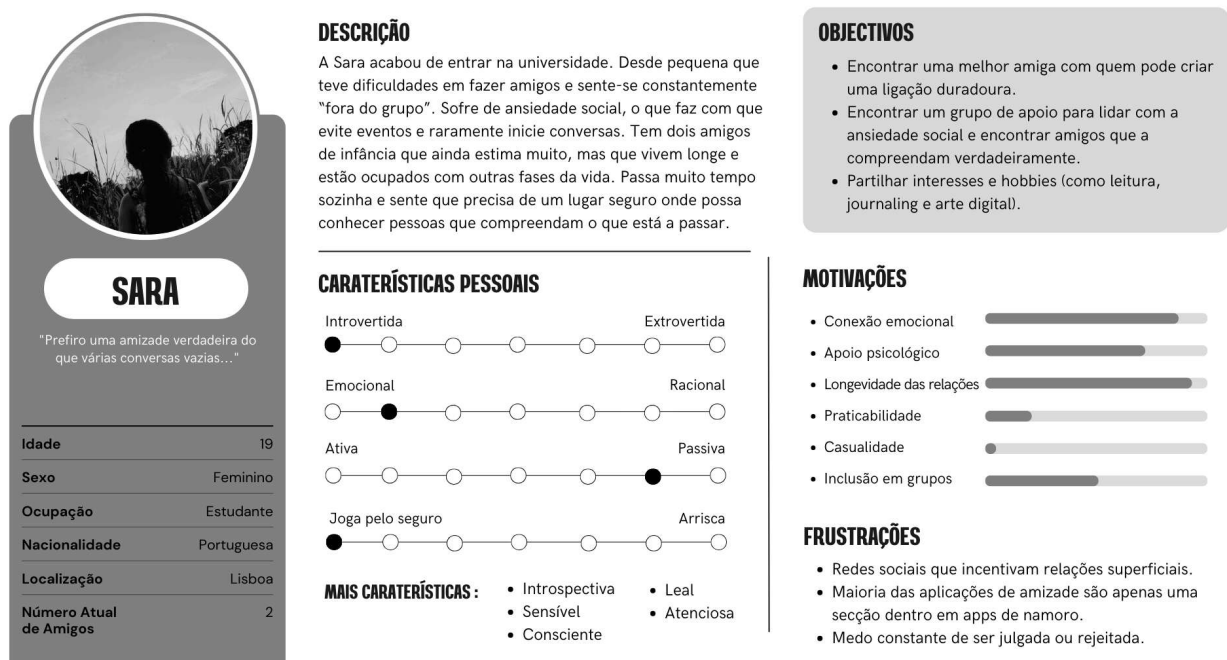 SARA
"Prefiro uma amizade verdadeira do
que várias conversas vazias..."
Idade 19
Sexo Feminino
Ocupação Estudante
Nacionalidade Portuguesa
Localização Lisboa
Número Atual
de Amigos 2
DESCRIÇÃO
A Sara acabou de entrar na universidade. Desde pequena que
teve dificuldades em fazer amigos e sente-se constantemente
“fora do grupo”. Sofre de ansiedade social, o que faz com que
evite eventos e raramente inicie conversas. Tem dois amigos
de infância que ainda estima muito, mas que vivem longe e
estão ocupados com outras fases da vida. Passa muito tempo
sozinha e sente que precisa de um lugar seguro onde possa
conhecer pessoas que compreendam o que está a passar.
CARATERÍSTICAS PESSOAIS
Introvertida Extrovertida
Emocional Racional
Ativa Passiva
Joga pelo seguro Arrisca
MAIS CARATERÍSTICAS :
• Introspectiva
• Sensível
• Consciente
• Leal
• Atenciosa
OBJECTIVOS
• Encontrar uma melhor amiga com quem pode criar
uma ligação duradoura.
• Encontrar um grupo de apoio para lidar com a
ansiedade social e encontrar amigos que a
compreendam verdadeiramente.
• Partilhar interesses e hobbies (como leitura,
journaling e arte digital).
MOTIVAÇÕES
• Conexão emocional
• Apoio psicológico
• Longevidade das relações
• Praticabilidade
• Casualidade
• Inclusão em grupos
FRUSTRAÇÕES
• Redes sociais que incentivam relações superficiais.
• Maioria das aplicações de amizade são apenas uma
secção dentro em apps de namoro.
• Medo constante de ser julgada ou rejeitada.